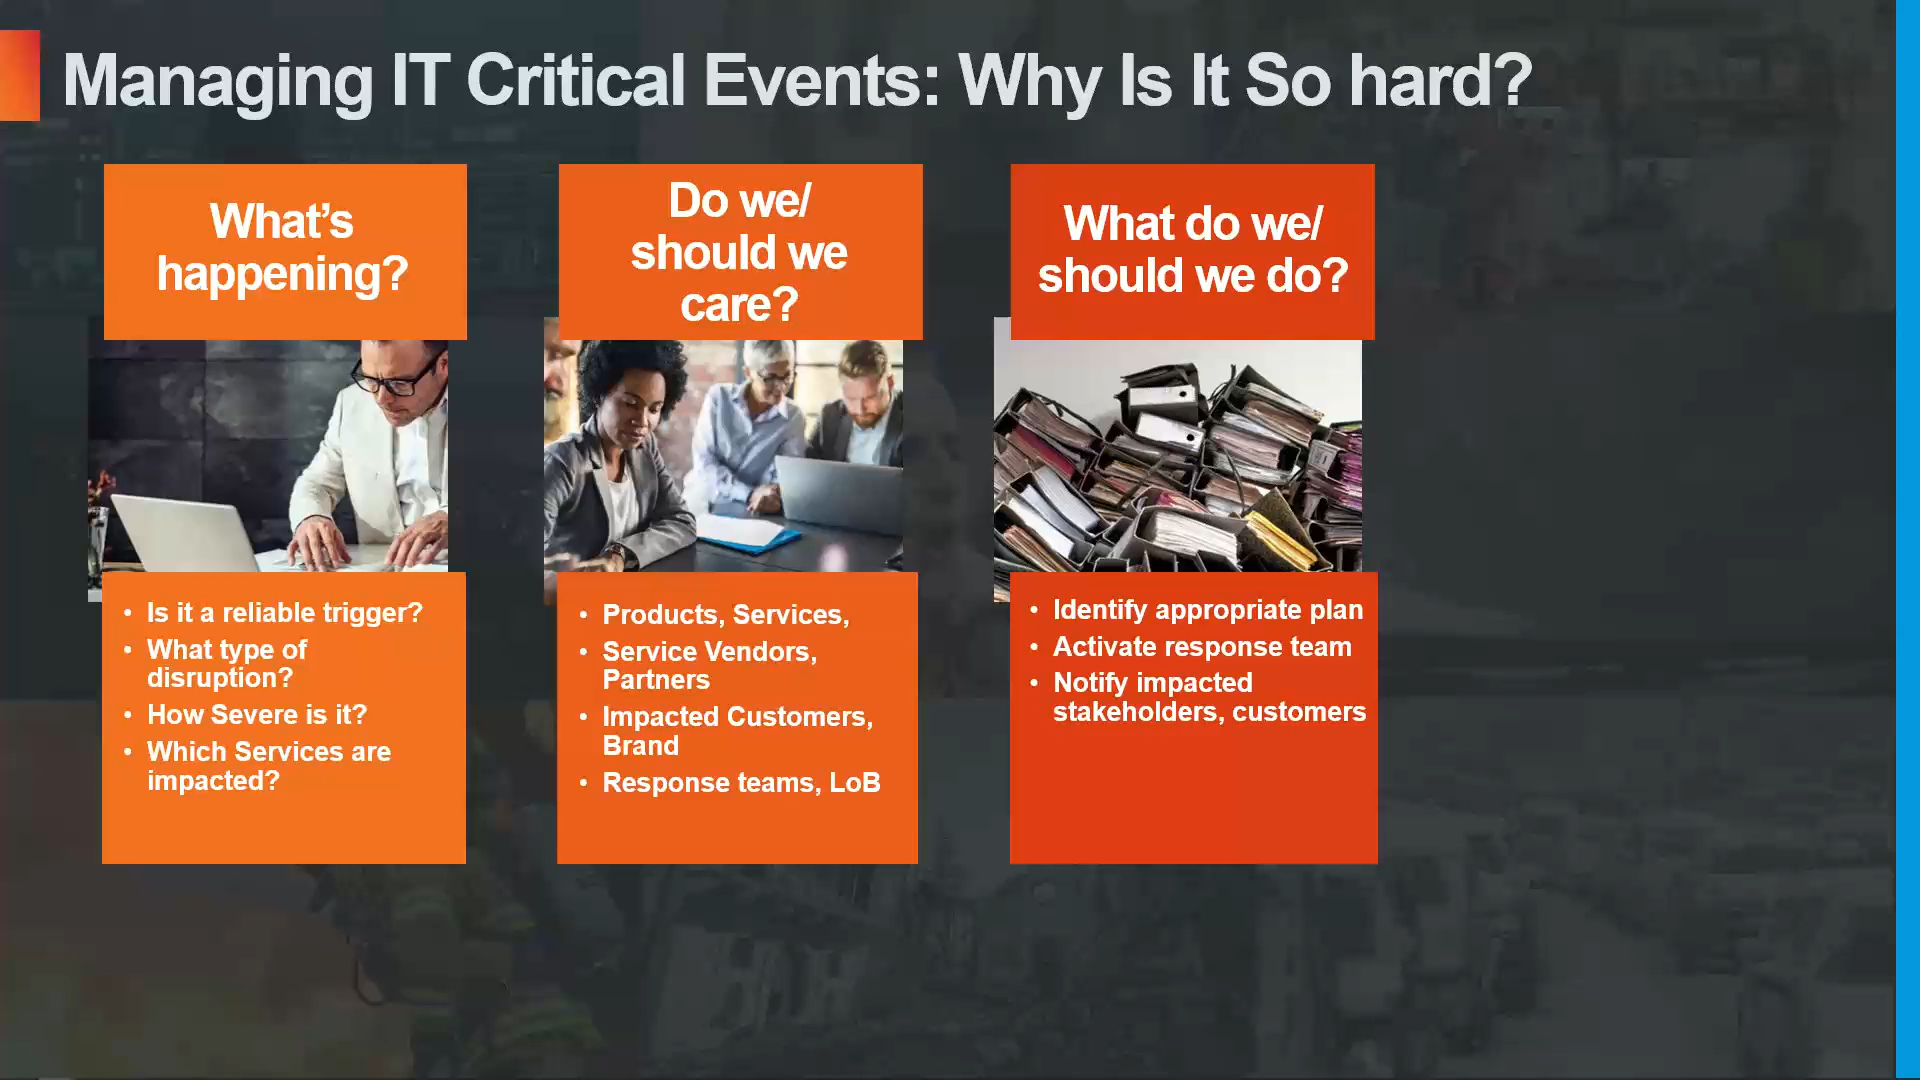 Managing IT Critical Events: Why Is It So hard?
What’s
happening?
• Is it a reliable trigger?
• What type of
disruption?
• How Severe is it?
• Which Services are
impacted?
Do we/
should we
care?
• Products, Services,
• Service Vendors,
Partners
• Impacted Customers,
Brand
• Response teams, LoB
What do we/
should we do?
• Identify appropriate plan
• Activate response team
• Notify impacted
stakeholders, customers